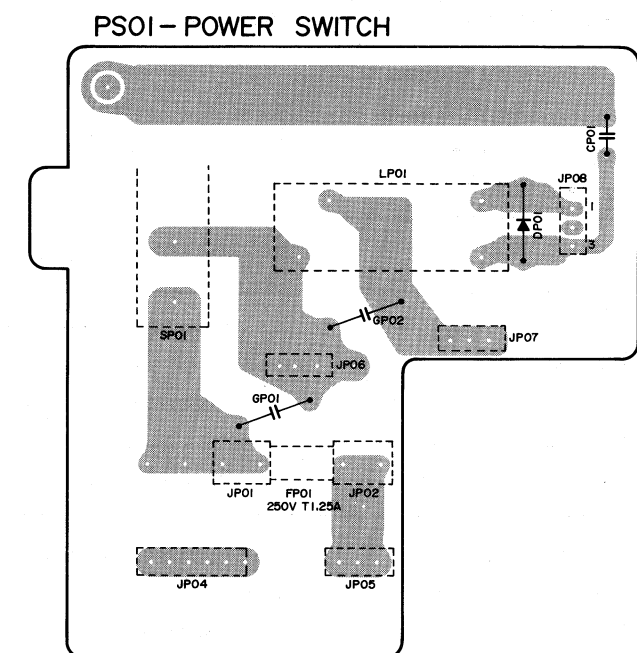 PS01-POWER SWITCH
CP01
LP01
JP08
1
DP01
3
SP01
GP02
JP07
JP06
GP01
JP01
FP01
JP02
250V T1.25A
JP04
JP05